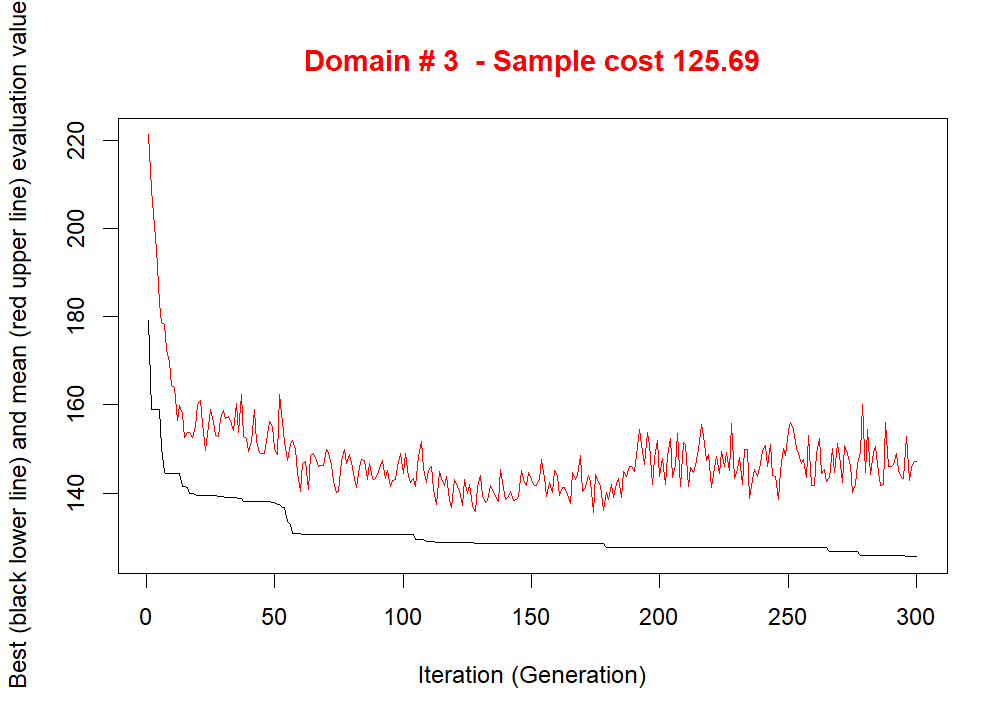 Domain # 3  - Sample cost 125.69
Best (black lower line) and mean (red upper line) evaluation value
220
200
180
160
140
0 50 100 150 200 250 300
Iteration (Generation)